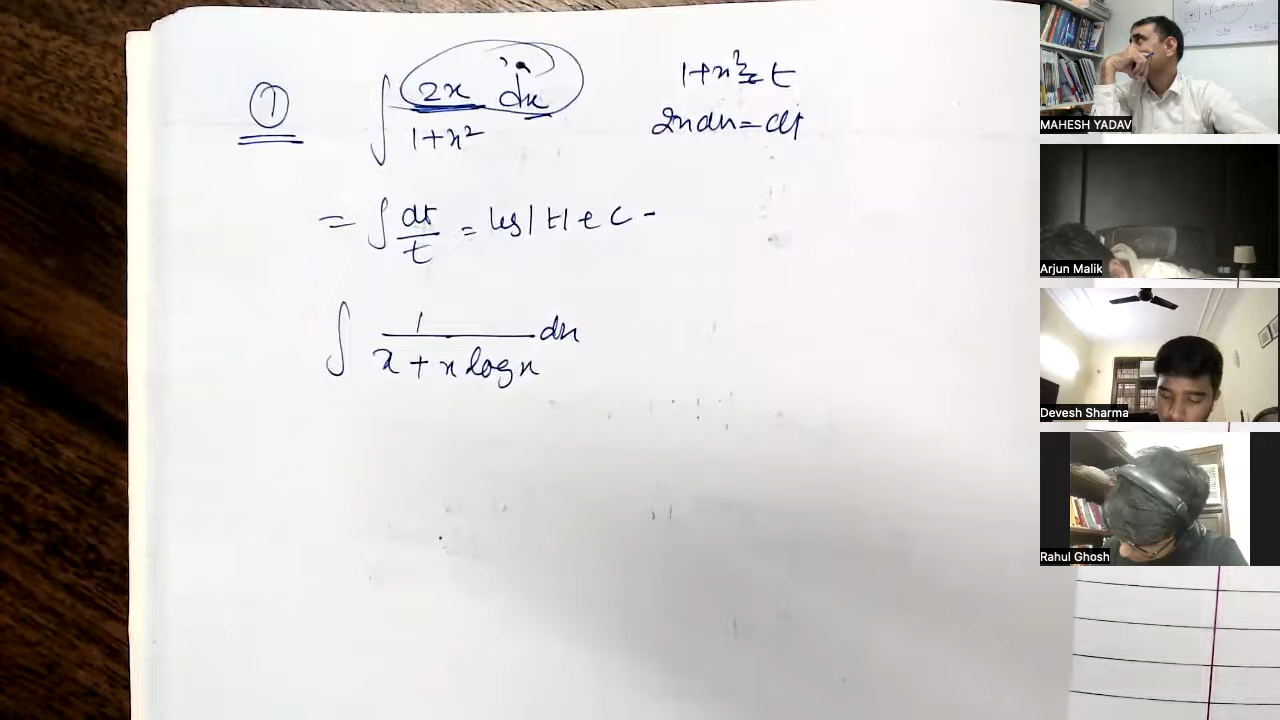 ① ∫ 2x dx / 1+x² 1+x² = t
2x dx = dt
= ∫ dt/t = log|t| + C -
∫ 1 / x + x log x dx
MAHESH YADAV
Arjun Malik
Devesh Sharma
Rahul Ghosh